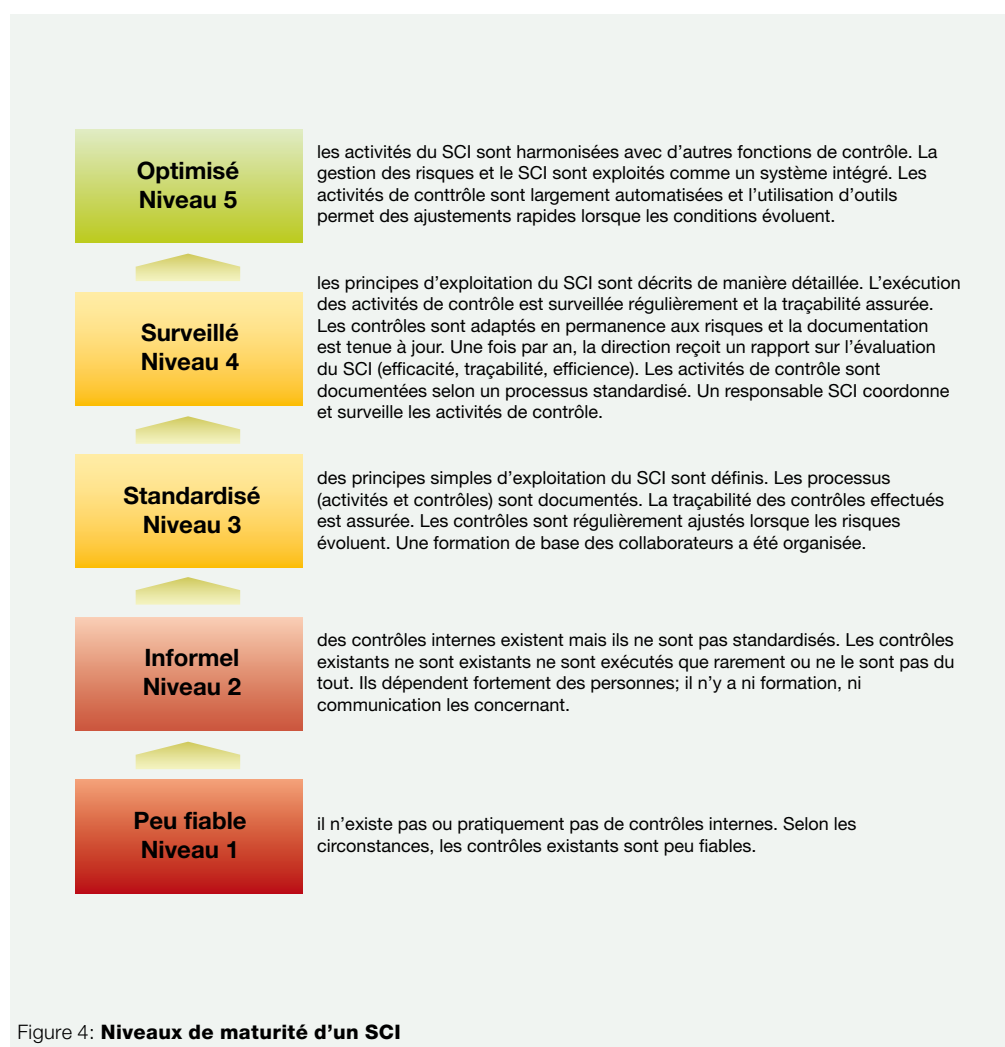 Optimisé
Niveau 5
les activités du SCI sont harmonisées avec d’autres fonctions de contrôle. La
gestion des risques et le SCI sont exploités comme un système intégré. Les
activités de conttrôle sont largement automatisées et l’utilisation d’outils
permet des ajustements rapides lorsque les conditions évoluent.
Surveillé
Niveau 4
les principes d’exploitation du SCI sont décrits de manière détaillée. L’exécution
des activités de contrôle est surveillée régulièrement et la traçabilité assurée.
Les contrôles sont adaptés en permanence aux risques et la documentation
est tenue à jour. Une fois par an, la direction reçoit un rapport sur l’évaluation
du SCI (efficacité, traçabilité, efficience). Les activités de contrôle sont
documentées selon un processus standardisé. Un responsable SCI coordonne
et surveille les activités de contrôle.
Standardisé
Niveau 3
des principes simples d’exploitation du SCI sont définis. Les processus
(activités et contrôles) sont documentés. La traçabilité des contrôles effectués
est assurée. Les contrôles sont régulièrement ajustés lorsque les risques
évoluent. Une formation de base des collaborateurs a été organisée.
Informel
Niveau 2
des contrôles internes existent mais ils ne sont pas standardisés. Les contrôles
existants ne sont existants ne sont exécutés que rarement ou ne le sont pas du
tout. Ils dépendent fortement des personnes; il n’y a ni formation, ni
communication les concernant.
Peu fiable
Niveau 1
il n’existe pas ou pratiquement pas de contrôles internes. Selon les
circonstances, les contrôles existants sont peu fiables.
Figure 4: Niveaux de maturité d’un SCI